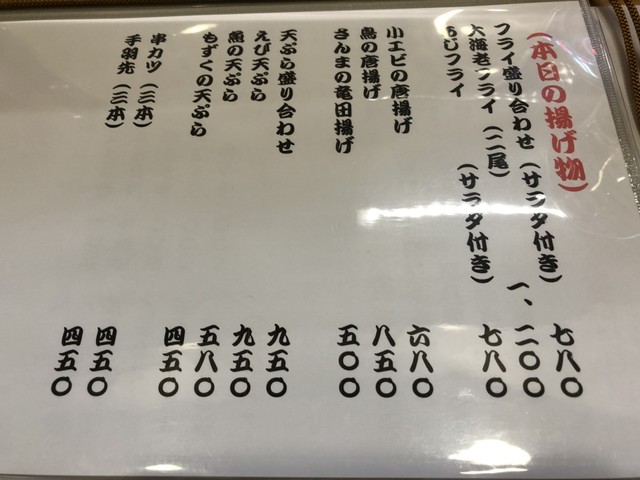 （本日の揚げ物）
フライ盛り合わせ（サラダ付き） 七八〇
大海老フライ（二尾） 一、二〇〇
あじフライ（サラダ付き） 七八〇
小エビの唐揚げ 六八〇
鳥の唐揚げ 八五〇
さんまの竜田揚げ 五〇〇
天ぷら盛り合わせ 九五〇
えび天ぷら 九五〇
魚の天ぷら 五八〇
もずくの天ぷら 四五〇
串カツ（三本） 四五〇
手羽先（三本） 四五〇